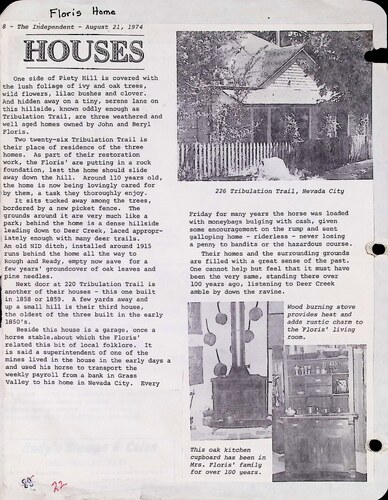 Floris Home
8 - The Independent - August 21, 1974
HOUSES
One side of Piety Hill is covered with
the lush foliage of ivy and oak trees,
wild flowers, lilac bushes and clover.
And hidden away on a tiny, serene lane on
this hillside, known oddly enough as
Tribulation Trail, are three weathered and
well aged homes owned by John and Beryl
Floris.
Two twenty-six Tribulation Trail is
their place of residence of the three
homes. As part of their restoration
work, the Floris' are putting in a rock
foundation, lest the home should slide
away down the hill. Around 110 years old,
the home is now being lovingly cared for
by them, a task they thoroughly enjoy.
It sits tucked away among the trees,
bordered by a new picket fence. The
grounds around it are very much like a
park; behind the home is a dense hillside
leading down to Deer Creek, laced appropr-
iately enough with many deer trails.
An old NID ditch, installed around 1915
runs behind the home all the way to
Rough and Ready, empty now save for a
few years' groundcover of oak leaves and
pine needles.
Next door at 220 Tribulation Trail is
another of their houses - this one built
in 1858 or 1859. A few yards away and
up a small hill is their third house,
the oldest of the three built in the early
1850's.
Beside this house is a garage, once a
horse stable, about which the Floris'
related this bit of local folklore. It
is said a superintendent of one of the
mines lived in the house in the early days
and used his horse to transport the
weekly payroll from a bank in Grass
Valley to his home in Nevada City. Every
226 Tribulation Trail, Nevada City
Friday for many years the horse was loaded
with moneybags bulging with cash, given
some encouragement on the rump and sent
galloping home - riderless - never losing
a penny to bandits or the hazardous course.
Their homes and the surrounding grounds
are filled with a great sense of the past.
One cannot help but feel that it must have
been the very same, standing there over
100 years ago, listening to Deer Creek
amble by down the ravine.
Wood burning stove
provides heat and
adds rustic charm to
the Floris' living
room.
This oak kitchen
cupboard has been in
Mrs. Floris' family
for over 100 years.
22